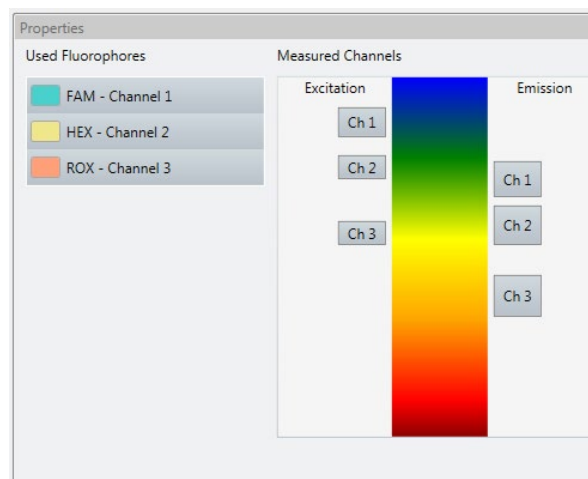 Properties
Used Fluorophores
FAM - Channel 1
HEX - Channel 2
ROX - Channel 3
Measured Channels
Excitation
Emission
Ch 1
Ch 2
Ch 3
Ch 1
Ch 2
Ch 3